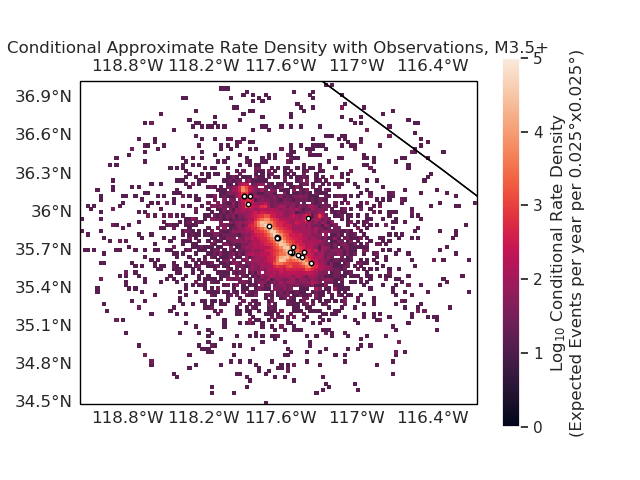 Conditional Approximate Rate Density with Observations, M3.5+
118.8°W 118.2°W 117.6°W 117°W 116.4°W
36.9°N
36.6°N
36.3°N
36°N
35.7°N
35.4°N
35.1°N
34.8°N
34.5°N
118.8°W 118.2°W 117.6°W 117°W 116.4°W
5
4
3
2
1
0
Log₁₀ Conditional Rate Density
(Expected Events per year per 0.025°x0.025°)